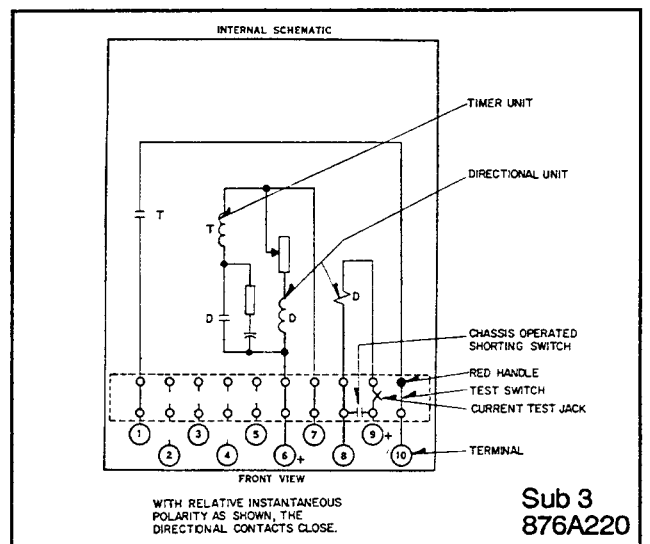 INTERNAL SCHEMATIC
TIMER UNIT
DIRECTIONAL UNIT
T
T
D
D
D
CHASSIS OPERATED
SHORTING SWITCH
RED HANDLE
TEST SWITCH
CURRENT TEST JACK
1
3
5
7
9 +
2
4
6 +
8
10
TERMINAL
FRONT VIEW
WITH RELATIVE INSTANTANEOUS
POLARITY AS SHOWN, THE
DIRECTIONAL CONTACTS CLOSE.
Sub 3
876A220